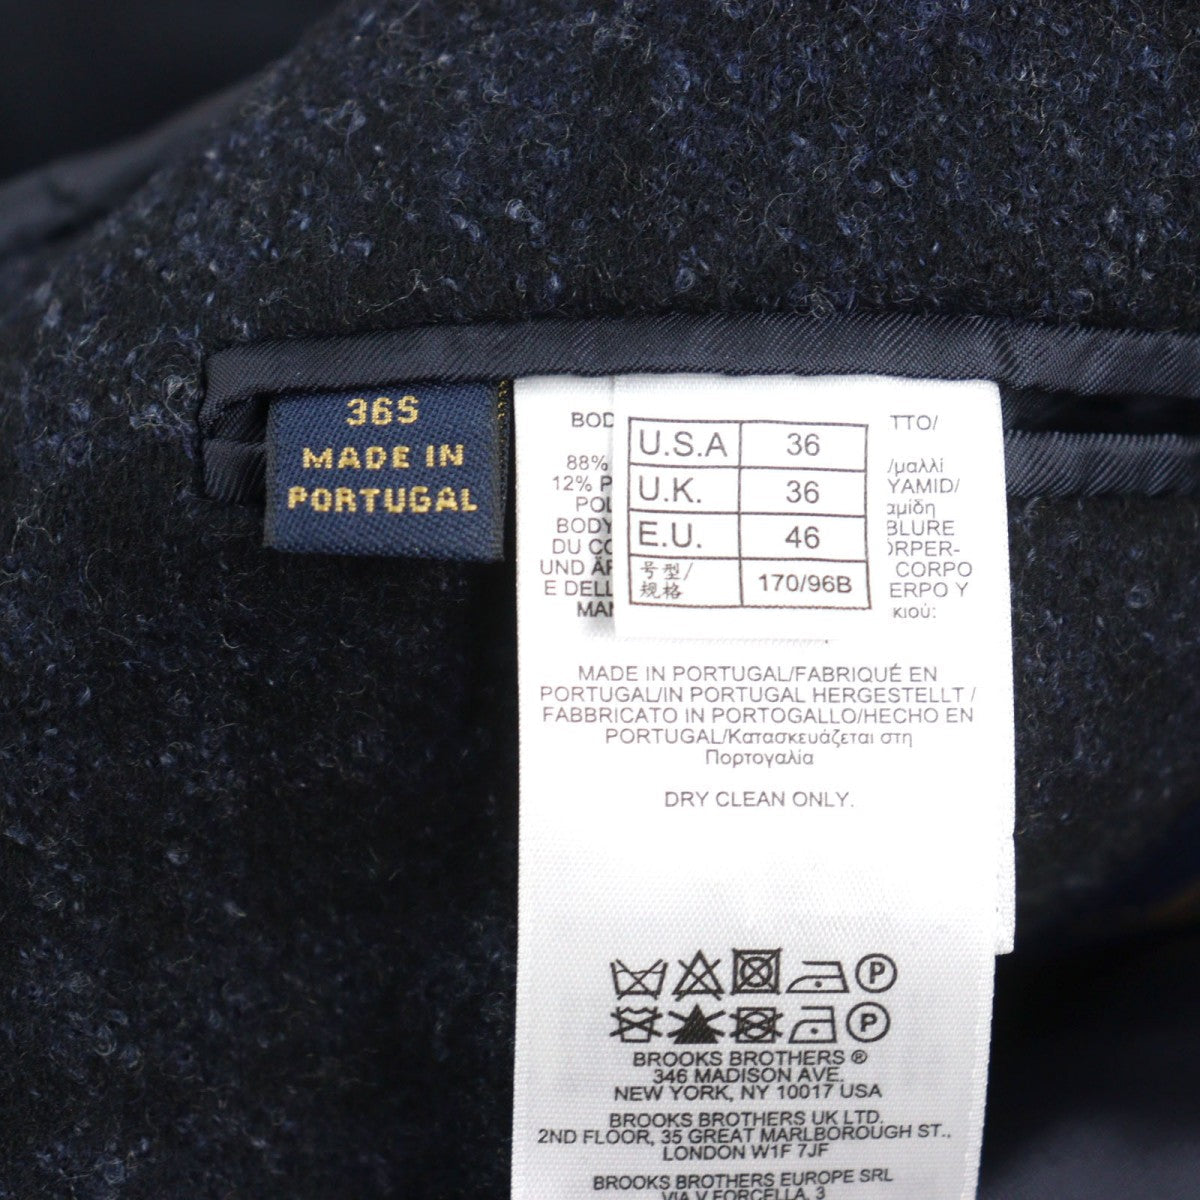 36S
MADE IN
PORTUGAL
U.S.A 36
U.K. 36
E.U. 46
号型/ 170/96B
规格
BOD
88%
12% P
BODY
DU CO
UND ÄR
E DELL
TTO/
/μαλλί
YAMID/
αμίδη
BLURE
ÖRPER-
CORPO
ERPO Y
κιού:
MADE IN PORTUGAL/FABRIQUÉ EN
PORTUGAL/IN PORTUGAL HERGESTELLT /
FABBRICATO IN PORTOGALLO/HECHO EN
PORTUGAL/Κατασκευάζεται στη
Πορτογαλία
DRY CLEAN ONLY.
P
P
BROOKS BROTHERS ®
346 MADISON AVE.
NEW YORK, NY 10017 USA
BROOKS BROTHERS UK LTD.
2ND FLOOR, 35 GREAT MARLBOROUGH ST.,
LONDON W1F 7JF
BROOKS BROTHERS EUROPE SRL
VIA V FORCELLA, 3